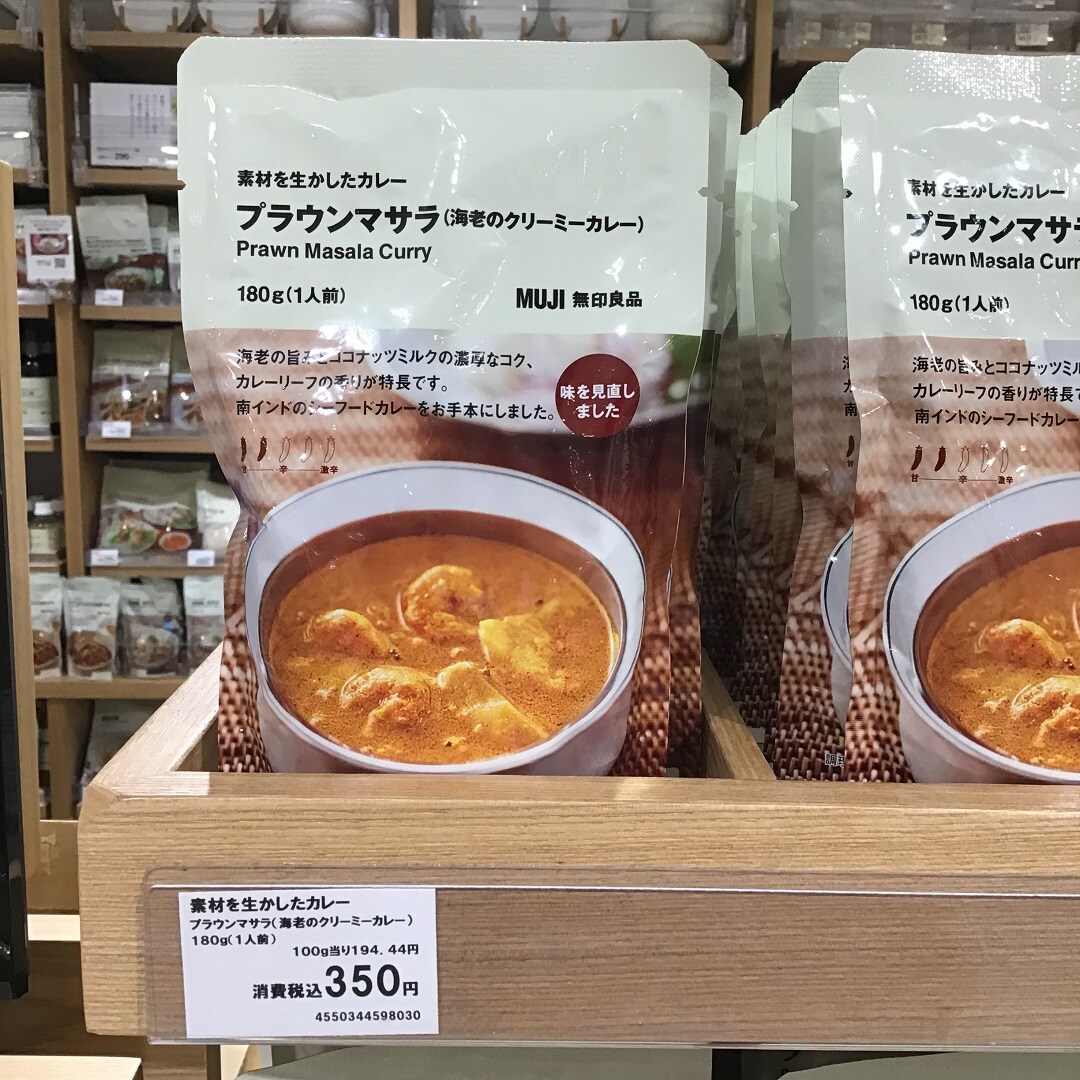 素材を生かしたカレー
プラウンマサラ(海老のクリーミーカレー)
Prawn Masala Curry
180g(1人前)
MUJI 無印良品
海老の旨みとココナッツミルクの濃厚なコク、
カレーリーフの香りが特長です。
南インドのシーフードカレーをお手本にしました。
味を見直し
ました
甘 辛 激辛
素材を生かしたカレー
プラウンマサラ
Prawn Masala Curr
180g(1人前)
海老の旨みとココナッツミル
カレーリーフの香りが特長で
南インドのシーフードカレー
甘 辛 激辛
素材を生かしたカレー
プラウンマサラ(海老のクリーミーカレー)
180g(1人前)
100g当り194.44円
消費税込350円
4550344598030